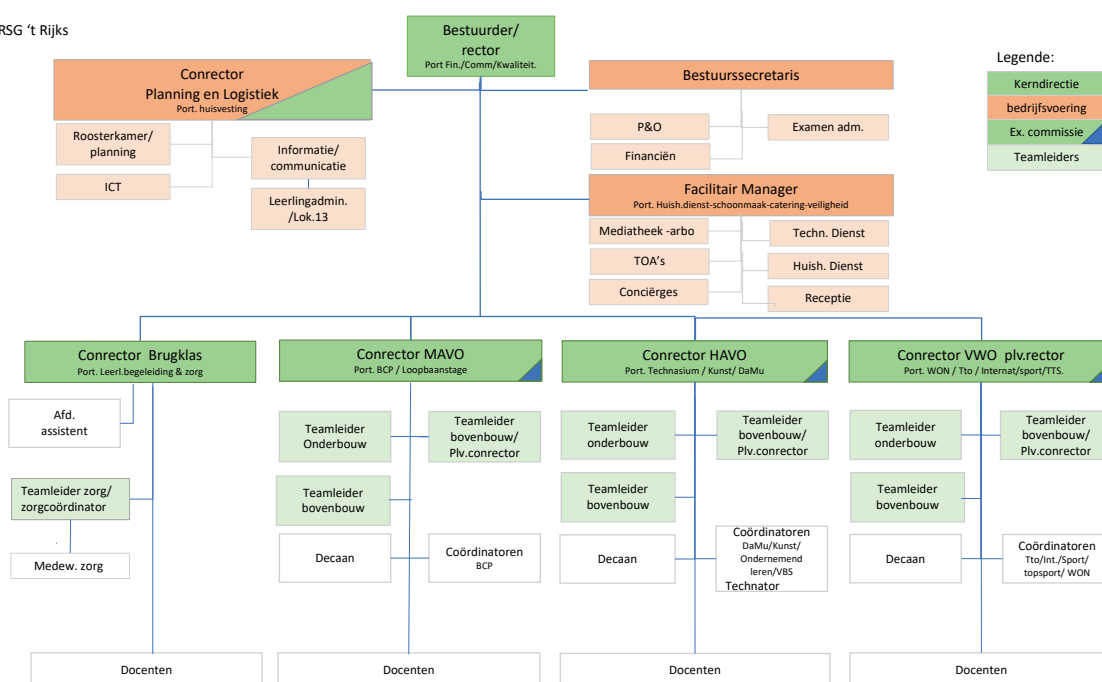 RSG ‘t Rijks
Bestuurder/
rector
Port Fin./Comm/Kwaliteit.
Legende:
Kerndirectie
bedrijfsvoering
Ex. commissie
Teamleiders
Conrector
Planning en Logistiek
Port. huisvesting
Roosterkamer/
planning
ICT
Informatie/
communicatie
Leerlingadmin.
/Lok.13
Bestuurssecretaris
P&O
Financiën
Examen adm.
Facilitair Manager
Port. Huish.dienst-schoonmaak-catering-veiligheid
Mediatheek -arbo
TOA’s
Conciërges
Techn. Dienst
Huish. Dienst
Receptie
Conrector Brugklas
Port. Leerl.begeleiding & zorg
Afd.
assistent
Teamleider zorg/
zorgcoördinator
Medew. zorg
Docenten
Conrector MAVO
Port. BCP / Loopbaanstage
Teamleider
Onderbouw
Teamleider
bovenbouw/
Plv.conrector
Teamleider
bovenbouw
Decaan
Coördinatoren
BCP
Docenten
Conrector HAVO
Port. Technasium / Kunst/ DaMu
Teamleider
onderbouw
Teamleider
bovenbouw/
Plv.conrector
Teamleider
bovenbouw
Decaan
Coördinatoren
DaMu/Kunst/
Ondernemend
leren/VBS
Technator
Docenten
Conrector VWO plv.rector
Port. WON / Tto / Internat/sport/TTS.
Teamleider
onderbouw
Teamleider
bovenbouw/
Plv.conrector
Teamleider
bovenbouw
Decaan
Coördinatoren
Tto/Int./Sport/
topsport/ WON
Docenten